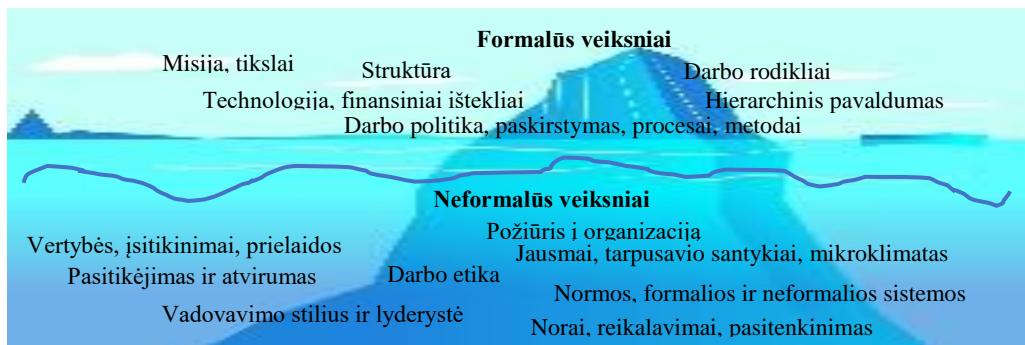 Formalūs veiksniai
Misija, tikslai
Struktūra
Darbo rodikliai
Technologija, finansiniai ištekliai
Hierarchinis pavaldumas
Darbo politika, paskirstymas, procesai, metodai
Neformalūs veiksniai
Požiūris į organizaciją
Vertybės, įsitikinimai, prielaidos
Jausmai, tarpusavio santykiai, mikroklimatas
Pasitikėjimas ir atvirumas
Darbo etika
Normos, formalios ir neformalios sistemos
Vadovavimo stilius ir lyderystė
Norai, reikalavimai, pasitenkinimas